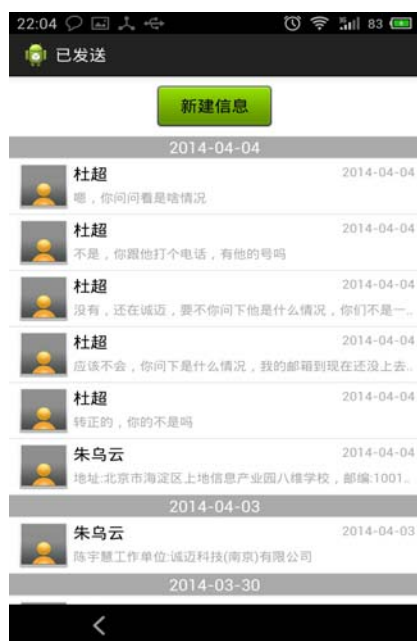 22:04
83
已发送
新建信息
2014-04-04
杜超 2014-04-04
嗯，你问问看是啥情况
杜超 2014-04-04
不是，你跟他打个电话，有他的号吗
杜超 2014-04-04
没有，还在诚迈，要不你问下他是什么情况，你们不是一..
杜超 2014-04-04
应该不会，你问下是什么情况，我的邮箱到现在还没上去..
杜超 2014-04-04
转正的，你的不是吗
朱乌云 2014-04-04
地址:北京市海淀区上地信息产业园八维学校，邮编:1001..
2014-04-03
朱乌云 2014-04-03
陈宇慧工作单位:诚迈科技(南京)有限公司
2014-03-30